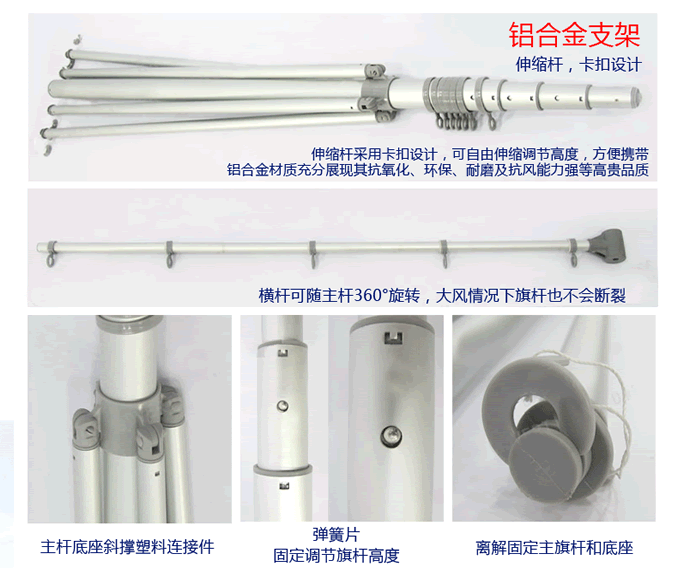 铝合金支架
伸缩杆，卡扣设计
伸缩杆采用卡扣设计，可自由伸缩调节高度，方便携带
铝合金材质充分展现其抗氧化、环保、耐磨及抗风能力强等高贵品质
横杆可随主杆360°旋转，大风情况下旗杆也不会断裂
主杆底座斜撑塑料连接件
弹簧片
固定调节旗杆高度
离解固定主旗杆和底座